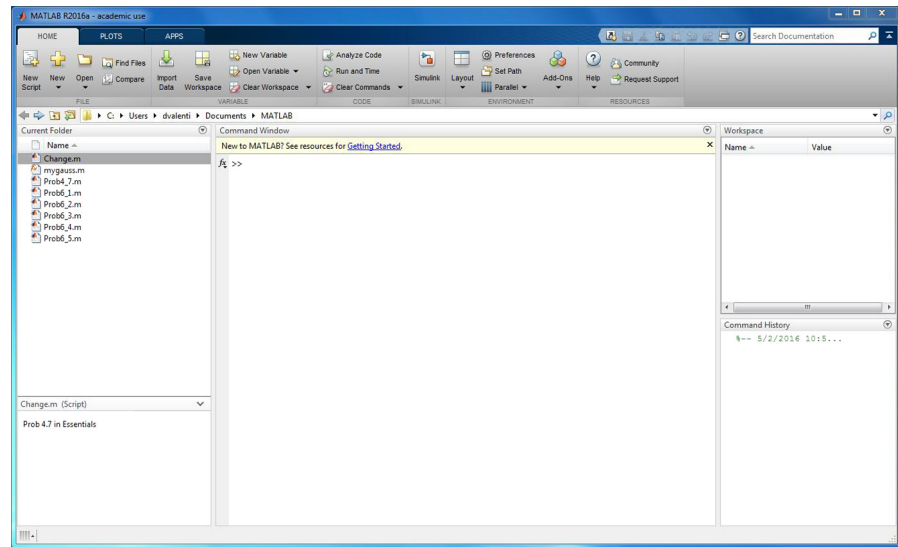 MATLAB R2016a - academic use
HOME PLOTS APPS
Search Documentation
New Script
New
Open
Find Files
Compare
Import Data
Save Workspace
New Variable
Open Variable
Clear Workspace
Analyze Code
Run and Time
Clear Commands
Simulink
Layout
Preferences
Set Path
Parallel
Add-Ons
Help
Community
Request Support
FILE VARIABLE CODE SIMULINK ENVIRONMENT RESOURCES
C: Users dvalenti Documents MATLAB
Current Folder
Name
Change.m
mygauss.m
Prob4_7.m
Prob6_1.m
Prob6_2.m
Prob6_3.m
Prob6_4.m
Prob6_5.m
Change.m (Script)
Prob 4.7 in Essentials
Command Window
New to MATLAB? See resources for Getting Started.
fx >>
Workspace
Name Value
Command History
%-- 5/2/2016 10:5...